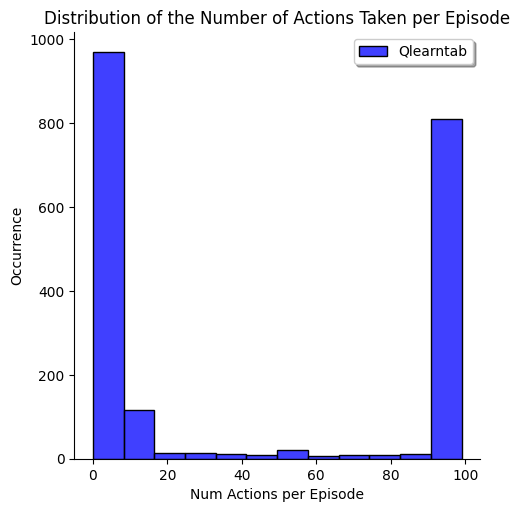 Distribution of the Number of Actions Taken per Episode
Qlearntab
1000
800
600
400
200
0
Occurrence
0 20 40 60 80 100
Num Actions per Episode